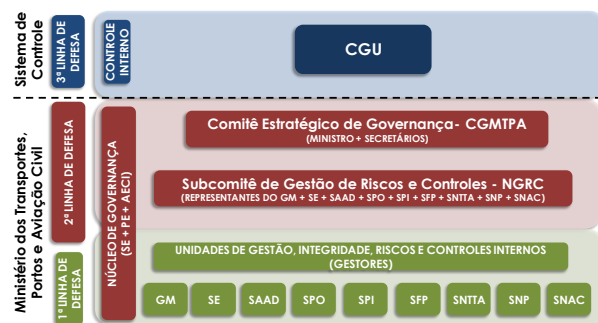 Sistema de
Controle
3ª LINHA DE
DEFESA
CONTROLE
INTERNO
CGU
Ministério dos Transportes,
Portos e Aviação Civil
2ª LINHA DE DEFESA
NÚCLEO DE GOVERNANÇA
(SE + PE + AECI)
Comitê Estratégico de Governança- CGMTPA
(MINISTRO + SECRETÁRIOS)
Subcomitê de Gestão de Riscos e Controles - NGRC
(REPRESENTANTES DO GM + SE + SAAD + SPO + SPI + SFP + SNTTA + SNP + SNAC)
1ª LINHA DE
DEFESA
UNIDADES DE GESTÃO, INTEGRIDADE, RISCOS E CONTROLES INTERNOS
(GESTORES)
GM SE SAAD SPO SPI SFP SNTTA SNP SNAC